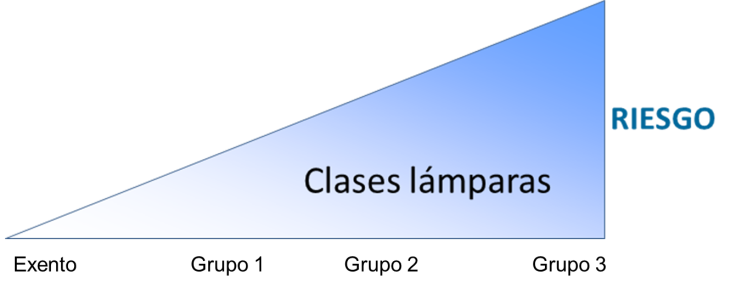 RIESGO
Clases lámparas
Exento Grupo 1 Grupo 2 Grupo 3